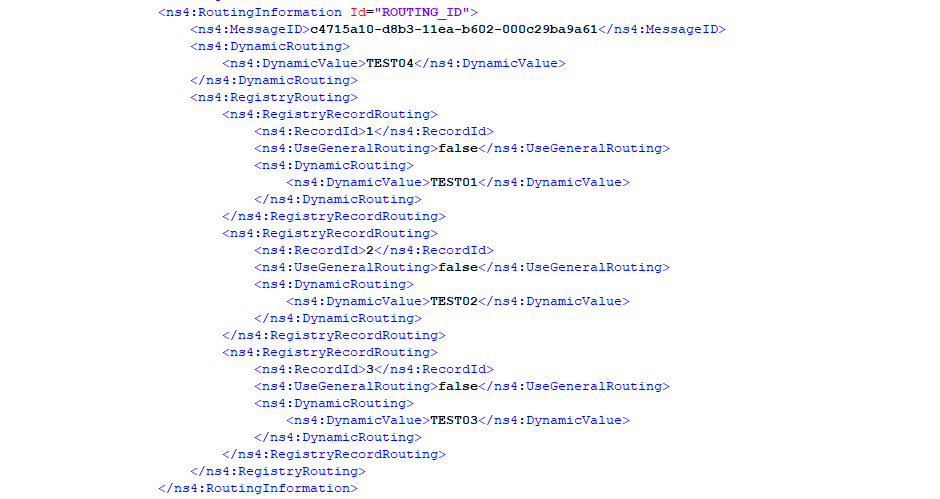 <ns4:RoutingInformation Id="ROUTING_ID">
<ns4:MessageID>c4715a10-d8b3-11ea-b602-000c29ba9a61</ns4:MessageID>
<ns4:DynamicRouting>
<ns4:DynamicValue>TEST04</ns4:DynamicValue>
</ns4:DynamicRouting>
<ns4:RegistryRouting>
<ns4:RegistryRecordRouting>
<ns4:RecordId>1</ns4:RecordId>
<ns4:UseGeneralRouting>false</ns4:UseGeneralRouting>
<ns4:DynamicRouting>
<ns4:DynamicValue>TEST01</ns4:DynamicValue>
</ns4:DynamicRouting>
</ns4:RegistryRecordRouting>
<ns4:RegistryRecordRouting>
<ns4:RecordId>2</ns4:RecordId>
<ns4:UseGeneralRouting>false</ns4:UseGeneralRouting>
<ns4:DynamicRouting>
<ns4:DynamicValue>TEST02</ns4:DynamicValue>
</ns4:DynamicRouting>
</ns4:RegistryRecordRouting>
<ns4:RegistryRecordRouting>
<ns4:RecordId>3</ns4:RecordId>
<ns4:UseGeneralRouting>false</ns4:UseGeneralRouting>
<ns4:DynamicRouting>
<ns4:DynamicValue>TEST03</ns4:DynamicValue>
</ns4:DynamicRouting>
</ns4:RegistryRecordRouting>
</ns4:RegistryRouting>
</ns4:RoutingInformation>